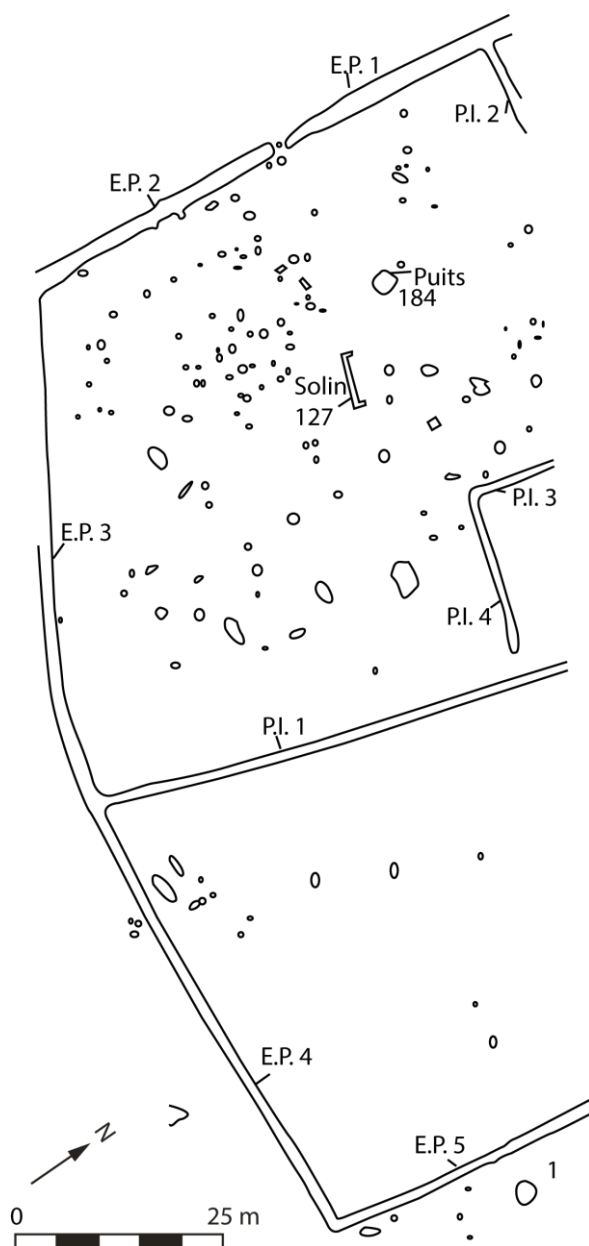 E.P. 1
P.I. 2
E.P. 2
Puits
184
Solin
127
P.I. 3
E.P. 3
P.I. 4
P.I. 1
E.P. 4
E.P. 5
1
N
0 25 m